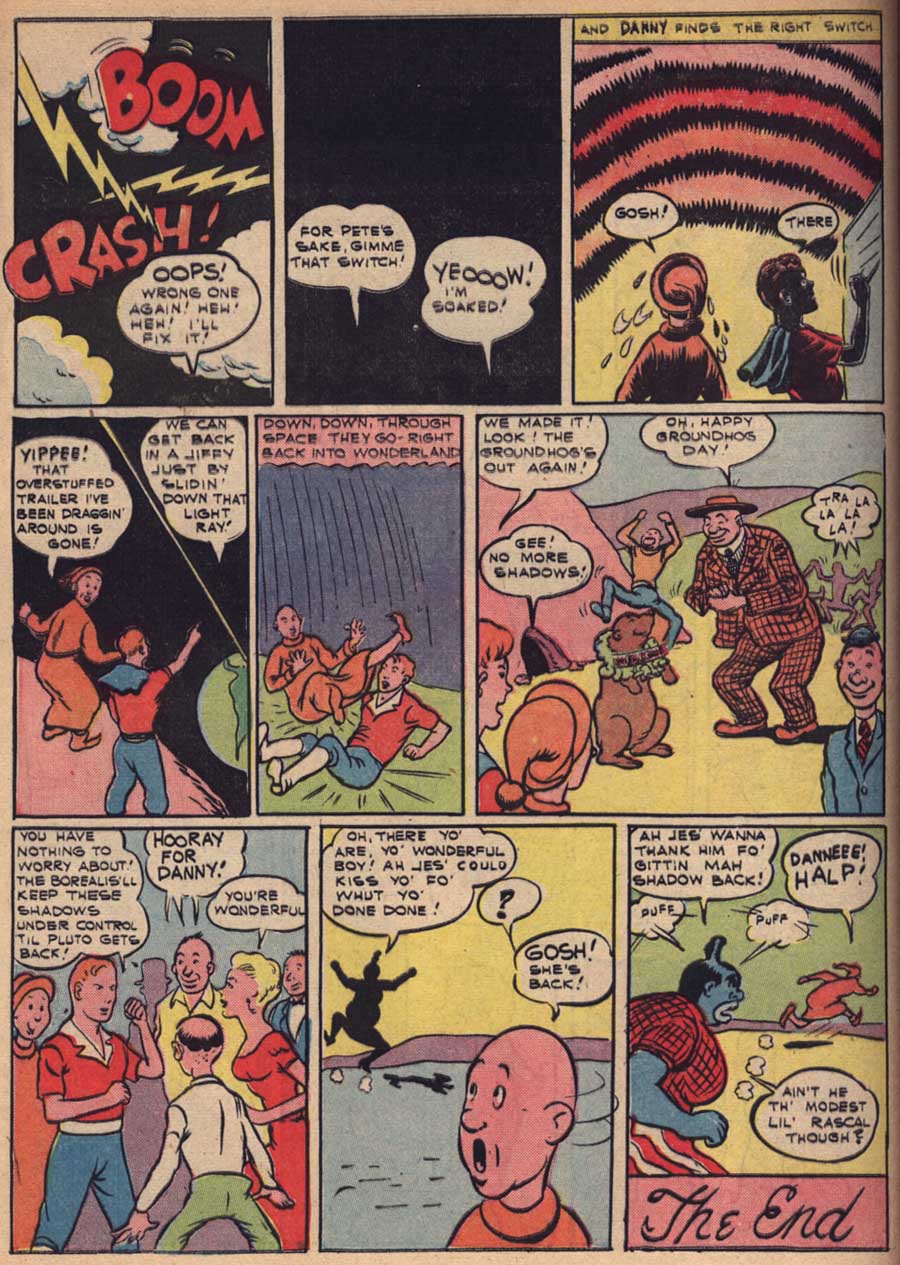 BOOM
CRASH!
OOPS!
WRONG ONE
AGAIN! HEH!
HEH! I'LL
FIX IT!
FOR PETE'S
SAKE, GIMME
THAT SWITCH!
YEOOOW!
I'M
SOAKED!
AND DANNY FINDS THE RIGHT SWITCH
GOSH!
THERE
YIPPEE!
THAT
OVERSTUFFED
TRAILER I'VE
BEEN DRAGGIN'
AROUND IS
GONE!
WE CAN
GET BACK
IN A JIFFY
JUST BY
SLIDIN'
DOWN THAT
LIGHT
RAY!
DOWN, DOWN, THROUGH
SPACE THEY GO-RIGHT
BACK INTO WONDERLAND
WE MADE IT!
LOOK! THE
GROUNDHOG'S
OUT AGAIN!
GEE!
NO MORE
SHADOWS!
OH, HAPPY
GROUNDHOG
DAY!
TRA LA
LA LA
LA!
YOU HAVE
NOTHING TO
WORRY ABOUT!
THE BOREALIS'LL
KEEP THESE
SHADOWS
UNDER CONTROL
TIL PLUTO GETS
BACK!
HOORAY
FOR
DANNY!
YOU'RE
WONDERFUL
OH, THERE YO'
ARE, YO' WONDERFUL
BOY! AH JES' COULD
KISS YO' FO'
WHUT YO'
DONE DONE!
?
GOSH!
SHE'S
BACK!
AH JES' WANNA
THANK HIM FO'
GITTIN MAH
SHADOW BACK!
PUFF
PUFF
DANNEEE!
HALP!
AIN'T HE
TH' MODEST
LIL' RASCAL
THOUGH?
The End